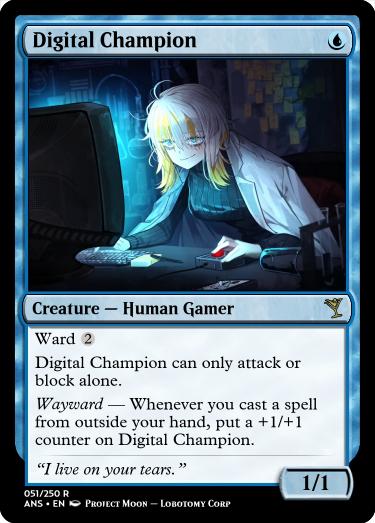 Digital Champion
Creature — Human Gamer
Ward 2
Digital Champion can only attack or
block alone.
Wayward — Whenever you cast a spell
from outside your hand, put a +1/+1
counter on Digital Champion.
“I live on your tears.”
1/1
051/250 R
ANS • EN Project Moon — Lobotomy Corp